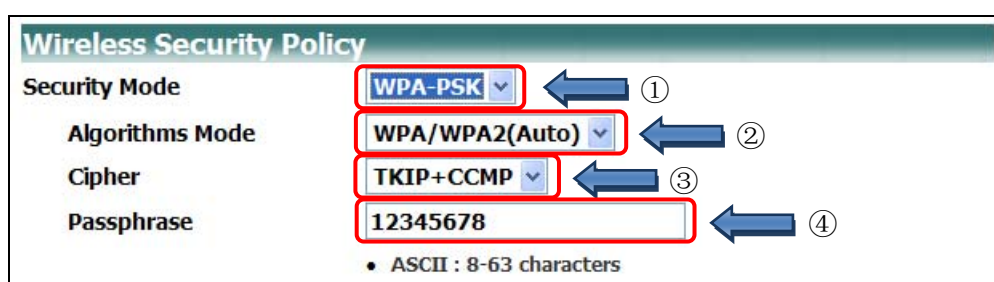 Wireless Security Policy
Security Mode WPA-PSK ①
Algorithms Mode WPA/WPA2(Auto) ②
Cipher TKIP+CCMP ③
Passphrase 12345678 ④
• ASCII : 8-63 characters